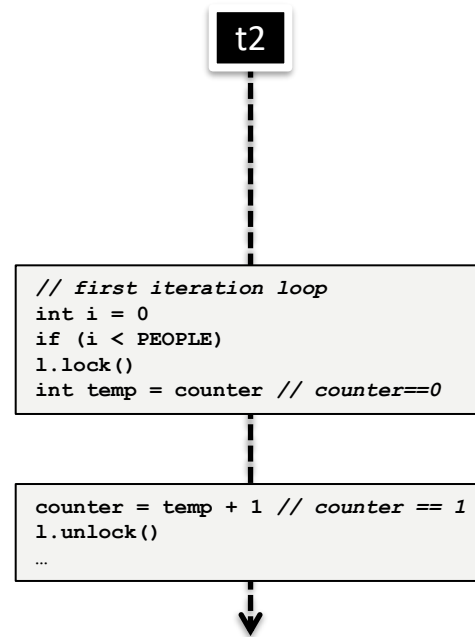 t2
// first iteration loop
int i = 0
if (i < PEOPLE)
l.lock()
int temp = counter // counter==0
counter = temp + 1 // counter == 1
l.unlock()
…